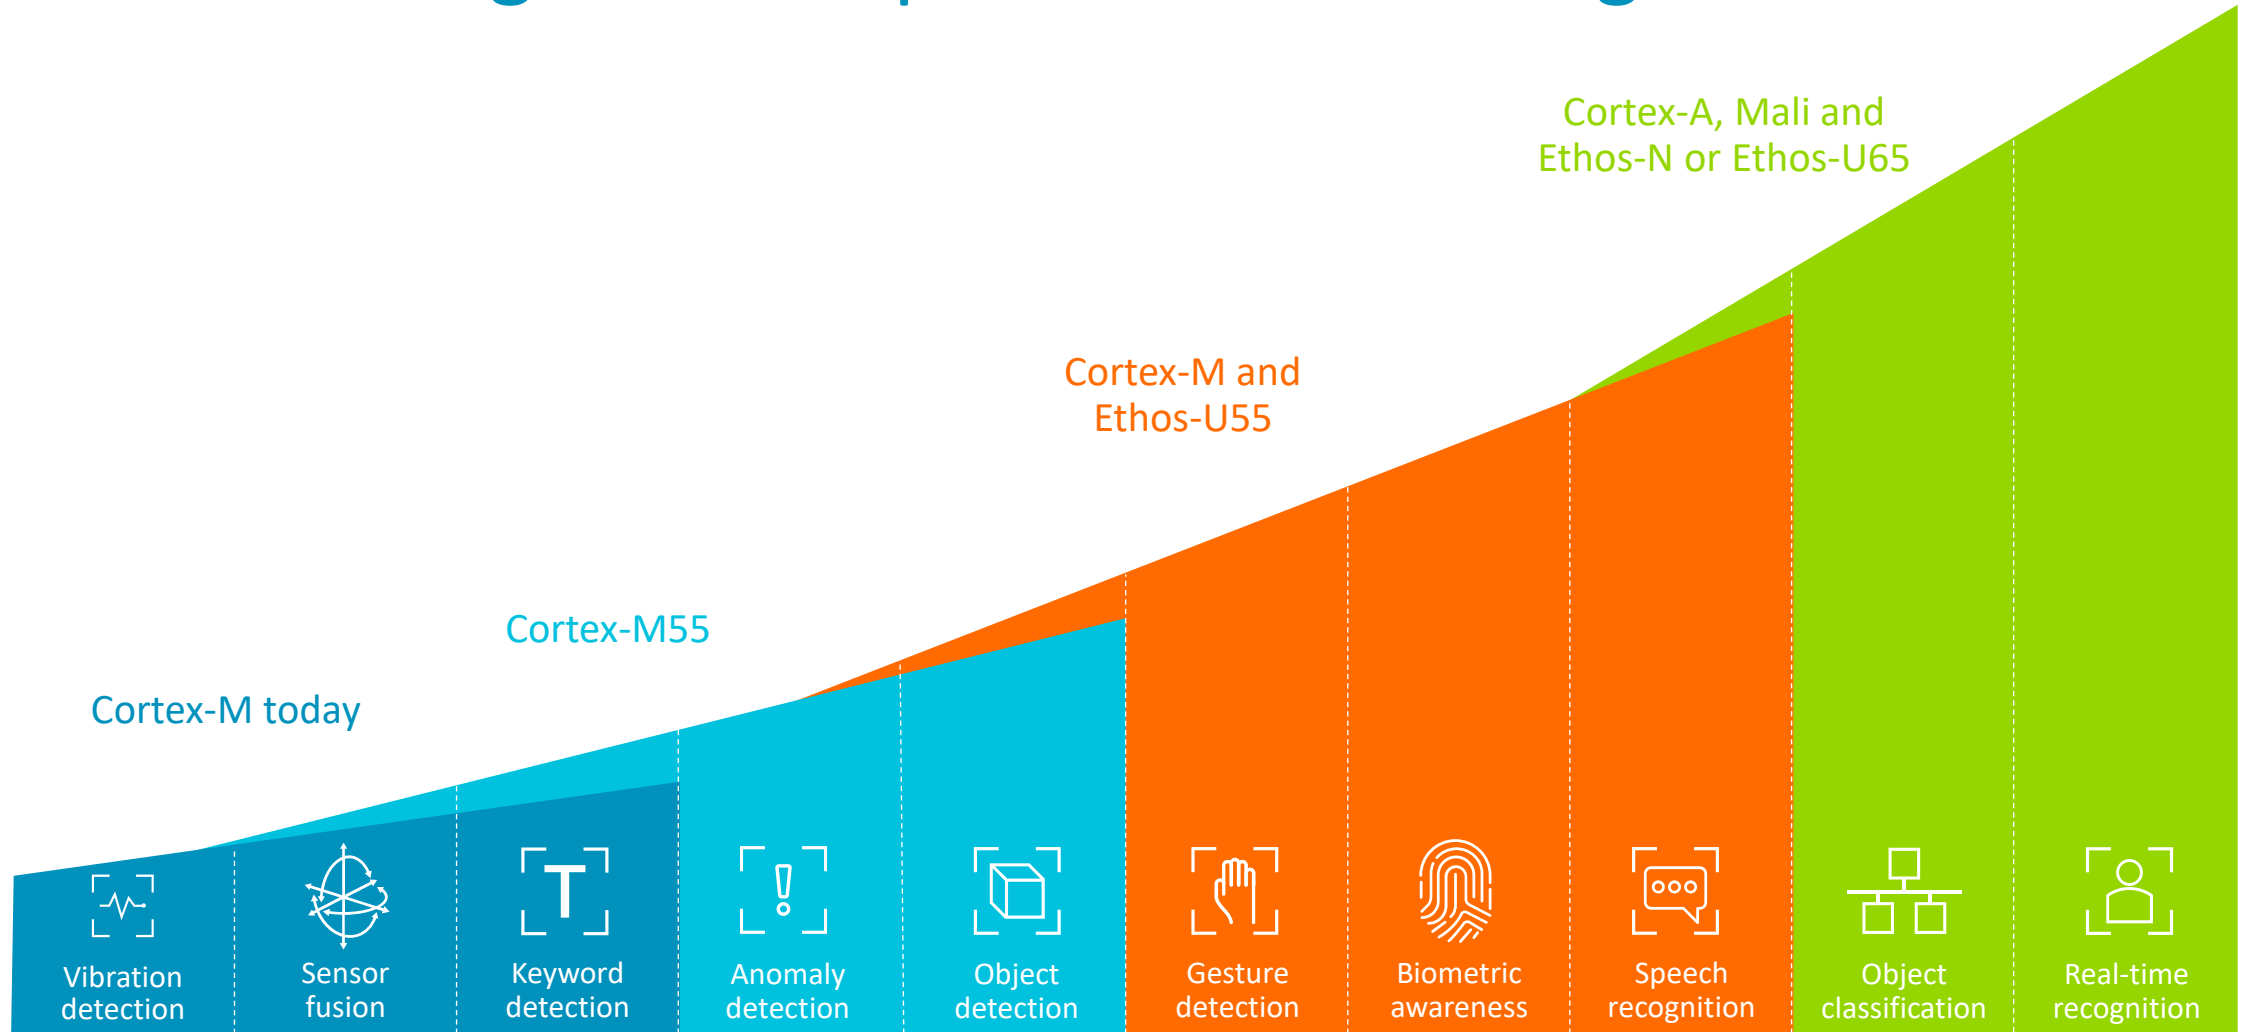 Cortex-A, Mali and
Ethos-N or Ethos-U65
Cortex-M and
Ethos-U55
Cortex-M55
Cortex-M today
T
Vibration
detection
Sensor
fusion
Keyword
detection
Anomaly
detection
Object
detection
Gesture
detection
Biometric
awareness
Speech
recognition
Object
classification
Real-time
recognition